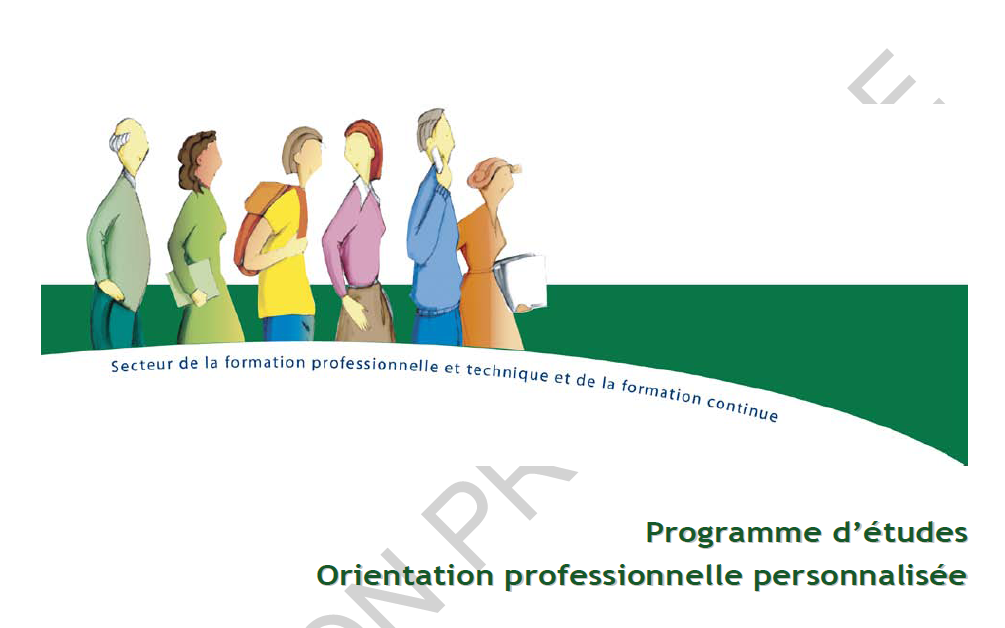 Secteur de la formation professionnelle et technique et de la formation continue
Programme d’études
Orientation professionnelle personnalisée